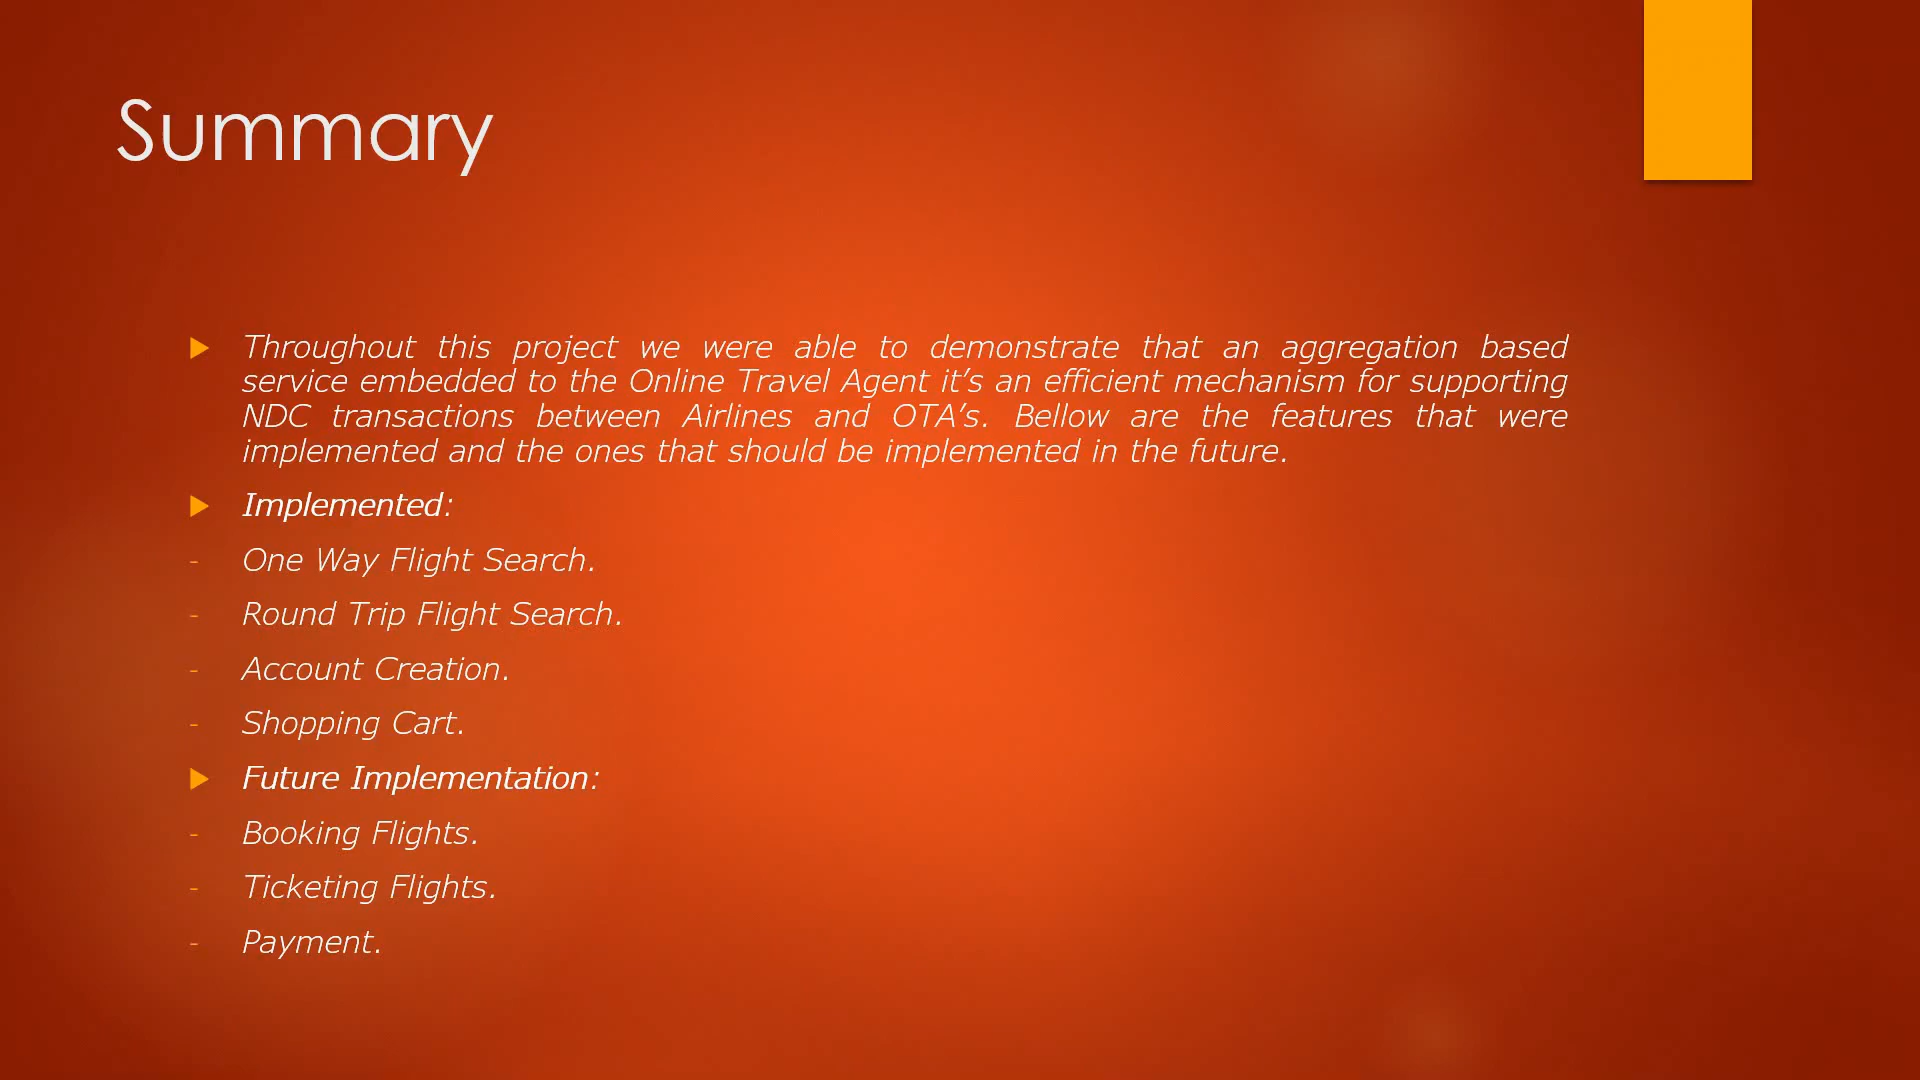 Summary
Throughout this project we were able to demonstrate that an aggregation based
service embedded to the Online Travel Agent it’s an efficient mechanism for supporting
NDC transactions between Airlines and OTA’s. Bellow are the features that were
implemented and the ones that should be implemented in the future.
Implemented:
- One Way Flight Search.
- Round Trip Flight Search.
- Account Creation.
- Shopping Cart.
Future Implementation:
- Booking Flights.
- Ticketing Flights.
- Payment.